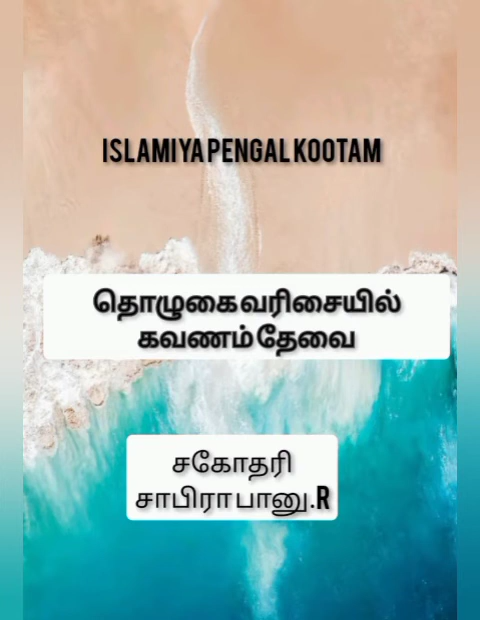 ISLAMIYA PENGAL KOOTAM
தொழுகை வரிசையில்
கவணம் தேவை
சகோதரி
சாபிரா பானு.R